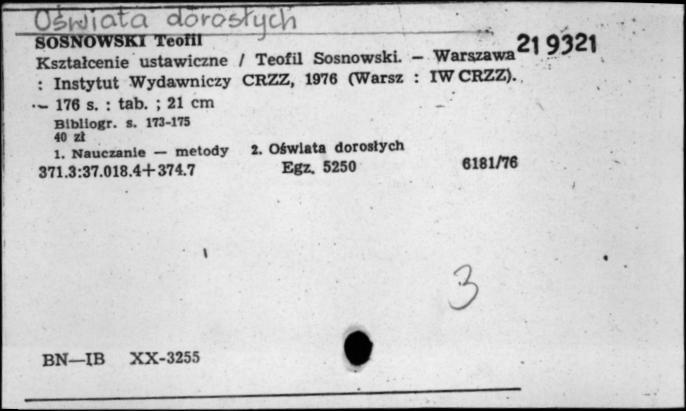 Oświata dorosłych
SOSNOWSKI Teofil
219321
Kształcenie ustawiczne / Teofil Sosnowski. — Warszawa
: Instytut Wydawniczy CRZZ, 1976 (Warsz : IW CRZZ).
— 176 s. : tab. ; 21 cm
Bibliogr. s. 173-175
40 zł
1. Nauczanie — metody 2. Oświata dorosłych
371.3:37.018.4+374.7 Egz. 5250 6181/76
3
BN—IB XX-3255